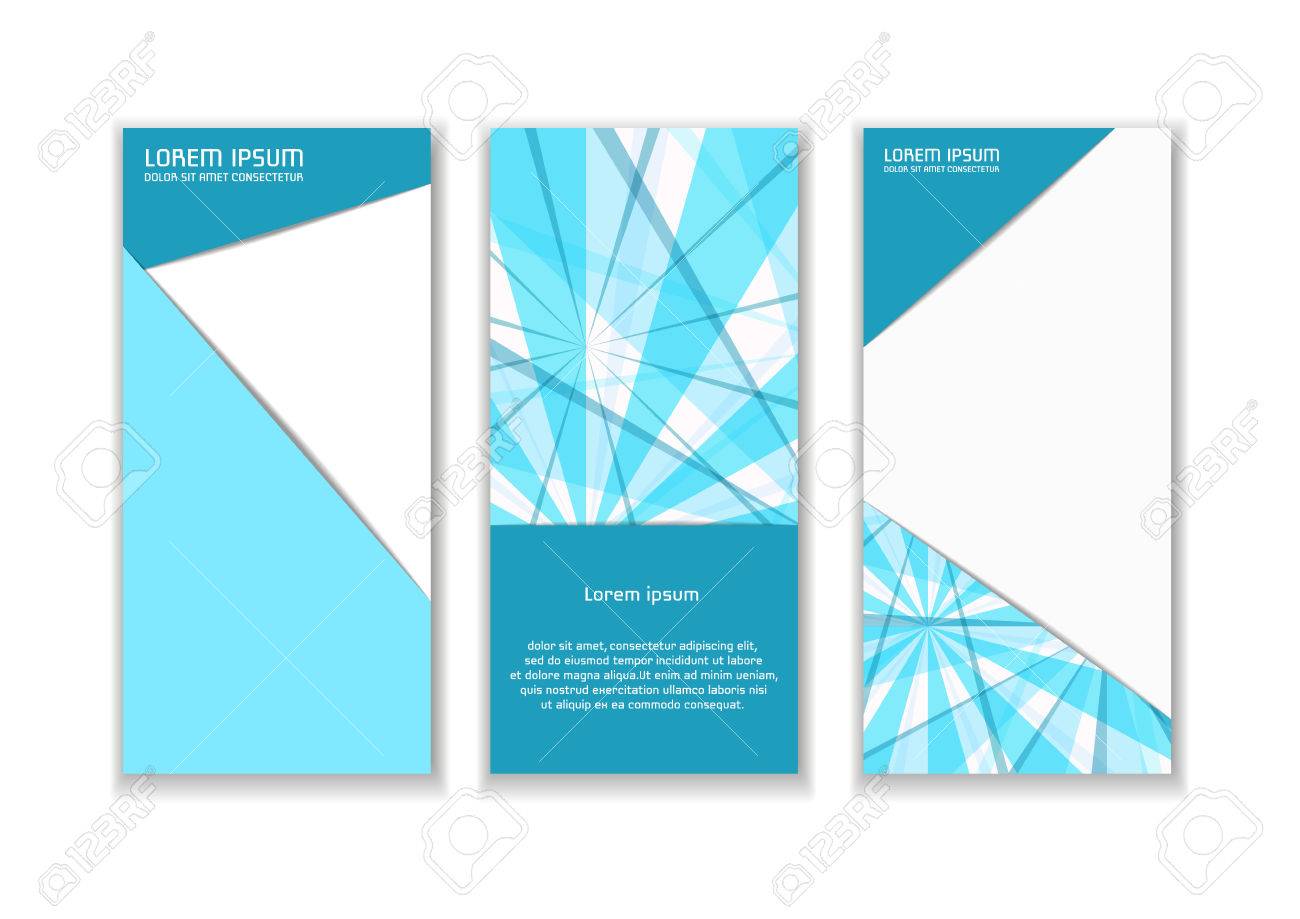 LOREM IPSUM
DOLOR SIT AMET CONSECTETUR
Lorem ipsum
dolor sit amet, consectetur adipiscing elit,
sed do eiusmod tempor incididunt ut labore
et dolore magna aliqua.Ut enim ad minim veniam,
quis nostrud exercitation ullamco laboris nisi
ut aliquip ex ea commodo consequat.
LOREM IPSUM
DOLOR SIT AMET CONSECTETUR
123RF
123RF
123RF
123RF
123RF
123RF